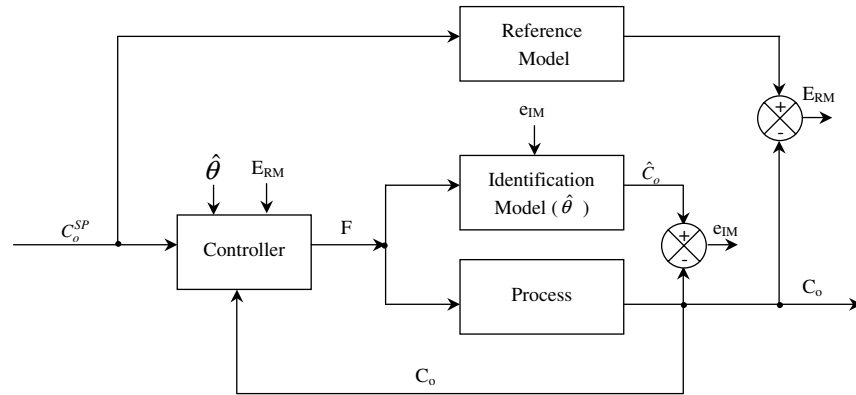 Reference
Model
+
E_RM
-
e_IM
θ̂
E_RM
Identification
Model ( θ̂ )
Ĉ_o
C_o^SP
Controller
F
+
e_IM
-
Process
C_o
C_o